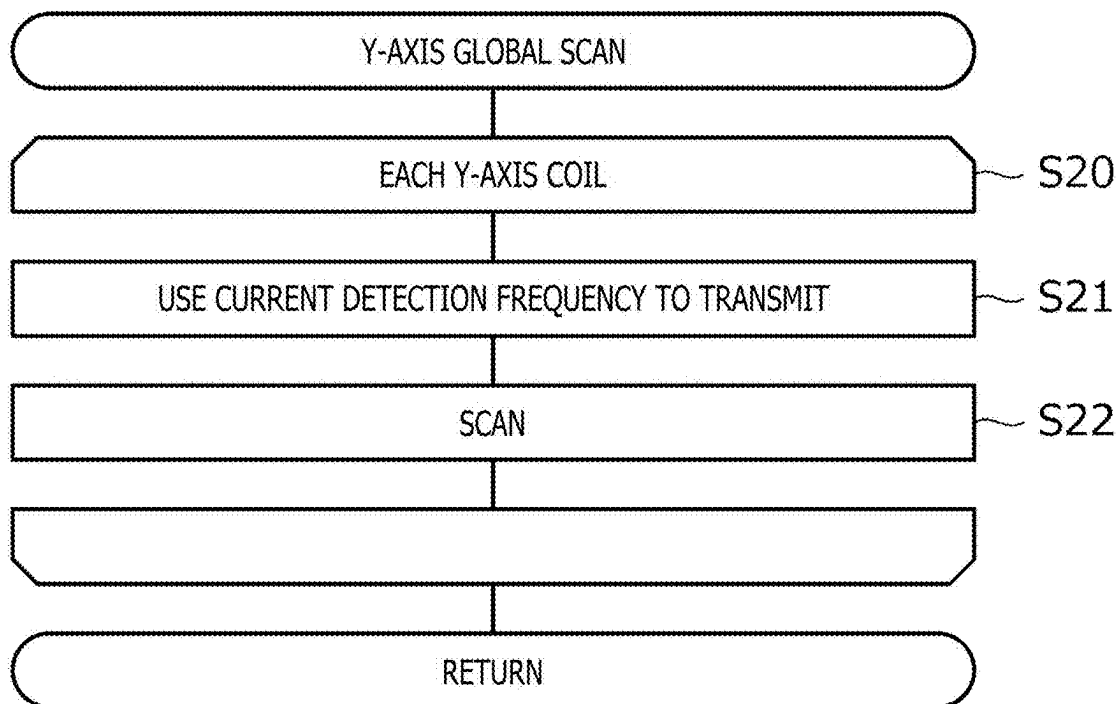 Y-AXIS GLOBAL SCAN
EACH Y-AXIS COIL
S20
USE CURRENT DETECTION FREQUENCY TO TRANSMIT
S21
SCAN
S22
RETURN